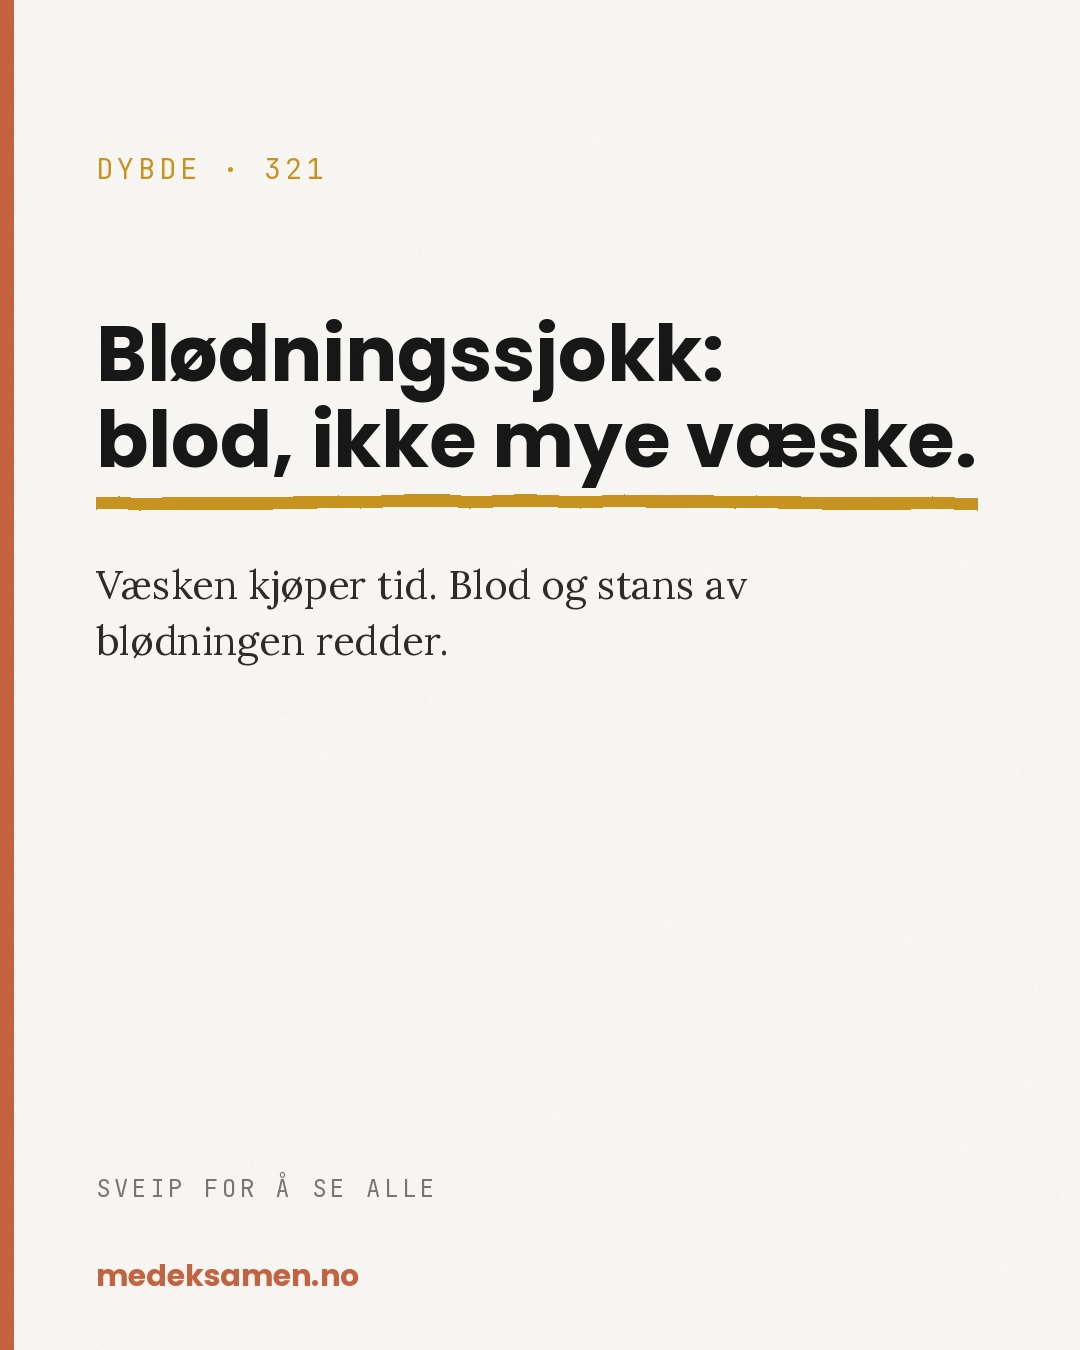 DYBDE · 321
Blødningssjokk:
blod, ikke mye væske.
Væsken kjøper tid. Blod og stans av
blødningen redder.
SVEIP FOR Å SE ALLE
medeksamen.no